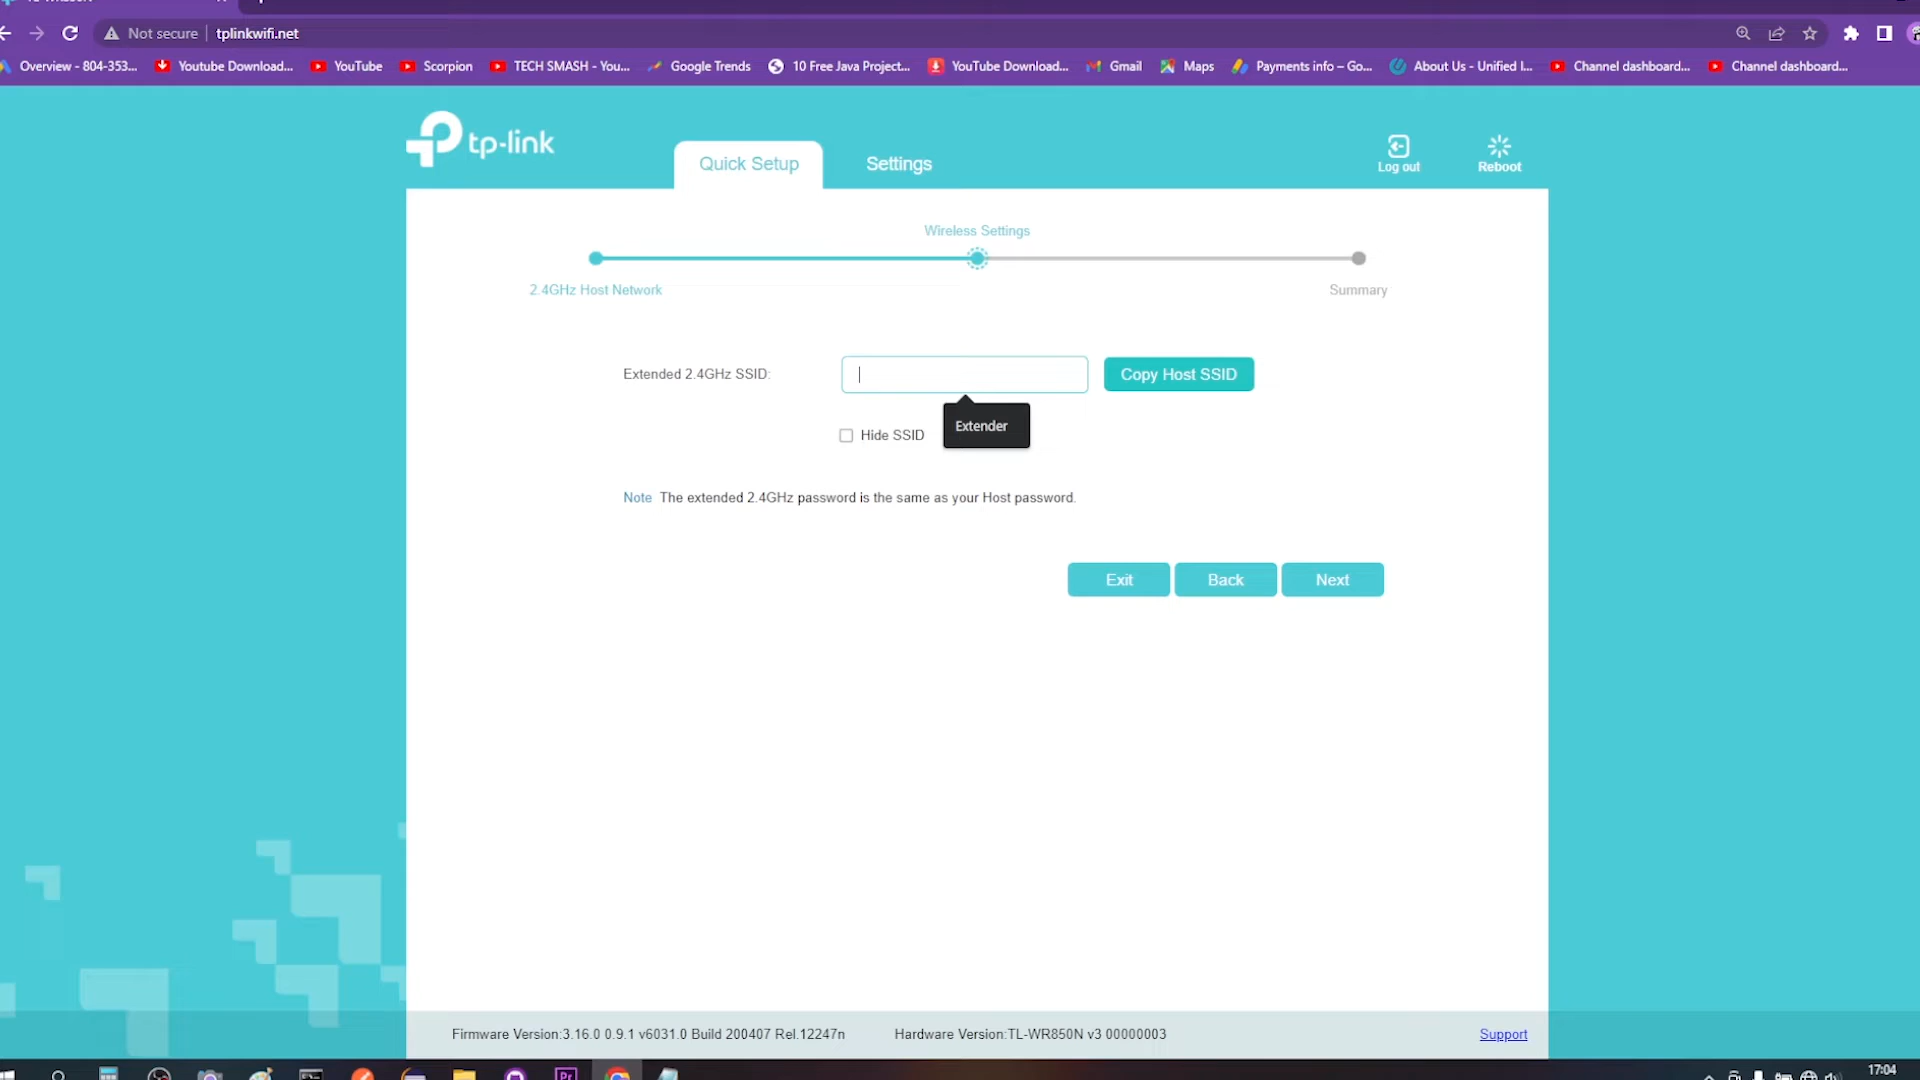 Not secure
tplinkwifi.net
Overview - 804-353...
Youtube Download...
YouTube
Scorpion
TECH SMASH - You...
Google Trends
10 Free Java Project...
YouTube Download...
Gmail
Maps
Payments info – Go...
About Us - Unified I...
Channel dashboard...
Channel dashboard...
tp-link
Quick Setup
Settings
Log out
Reboot
Wireless Settings
2.4GHz Host Network
Summary
Extended 2.4GHz SSID:
Copy Host SSID
Extender
Hide SSID
Note The extended 2.4GHz password is the same as your Host password.
Exit
Back
Next
Firmware Version:3.16.0 0.9.1 v6031.0 Build 200407 Rel.12247n
Hardware Version:TL-WR850N v3 00000003
Support
Pr
17:04